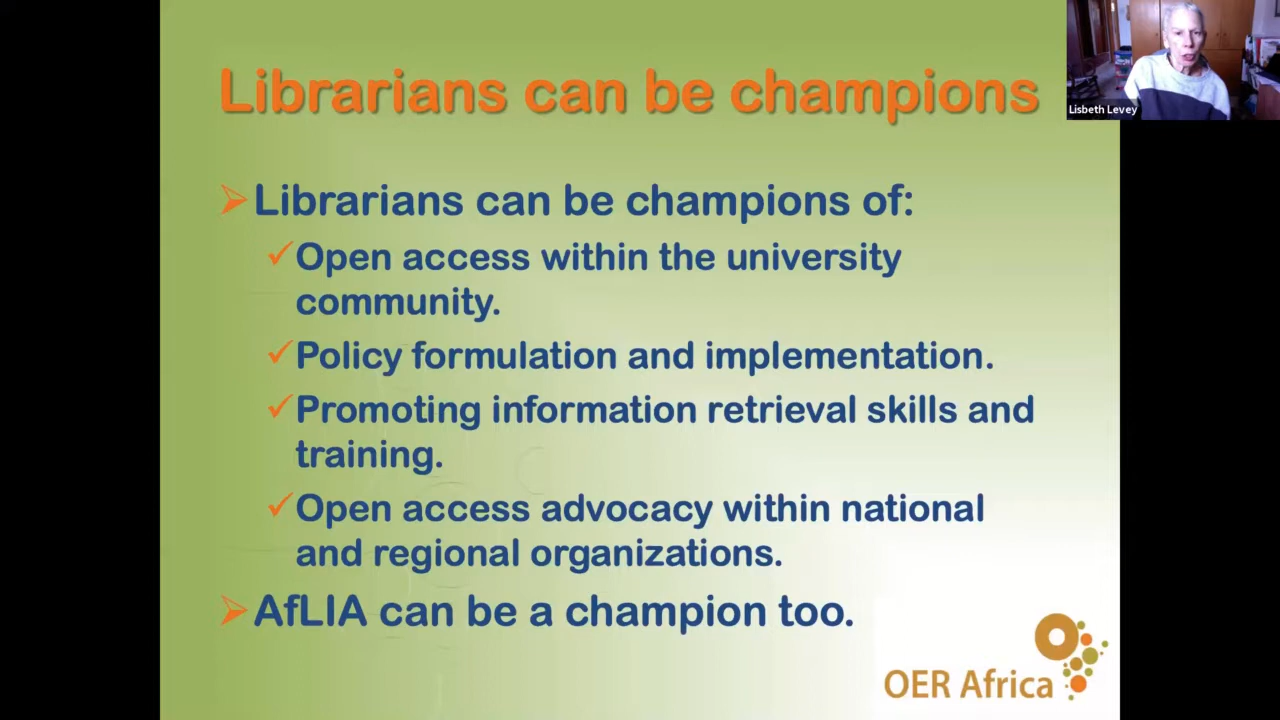 Librarians can be champions
Lisbeth Levey
Librarians can be champions of:
Open access within the university
community.
Policy formulation and implementation.
Promoting information retrieval skills and
training.
Open access advocacy within national
and regional organizations.
AfLIA can be a champion too.
OER Africa